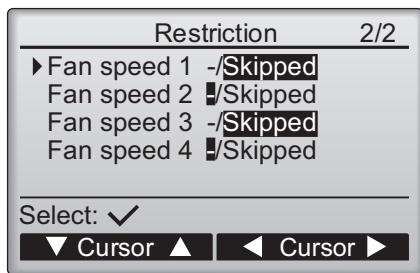 Restriction 2/2
Fan speed 1 -/Skipped
Fan speed 2 -/Skipped
Fan speed 3 -/Skipped
Fan speed 4 -/Skipped
Select: ✓
▼ Cursor ▲ ◀ Cursor ▶